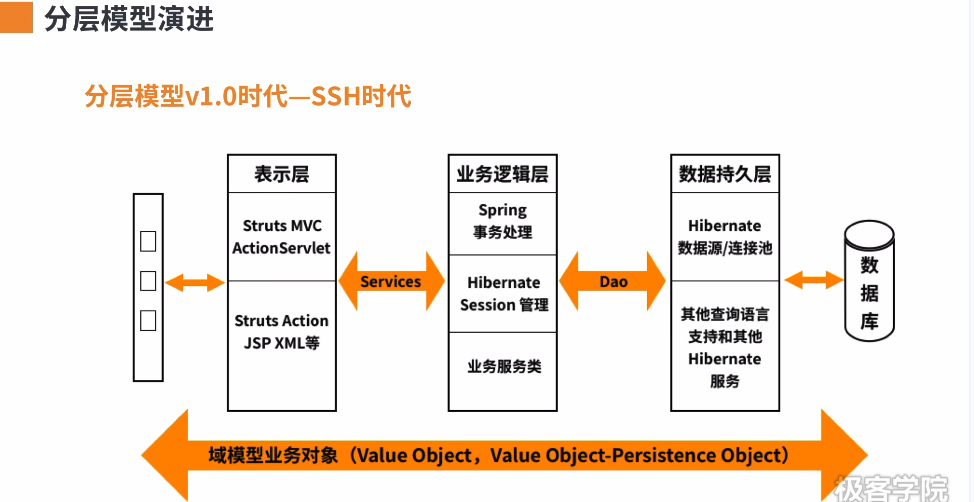 分层模型演进
分层模型v1.0时代—SSH时代
表示层
Struts MVC
ActionServlet
Struts Action
JSP XML等
Services
业务逻辑层
Spring
事务处理
Hibernate
Session 管理
业务服务类
Dao
数据持久层
Hibernate
数据源/连接池
其他查询语言
支持和其他
Hibernate
服务
数
据
库
域模型业务对象（Value Object，Value Object-Persistence Object）
极客学院